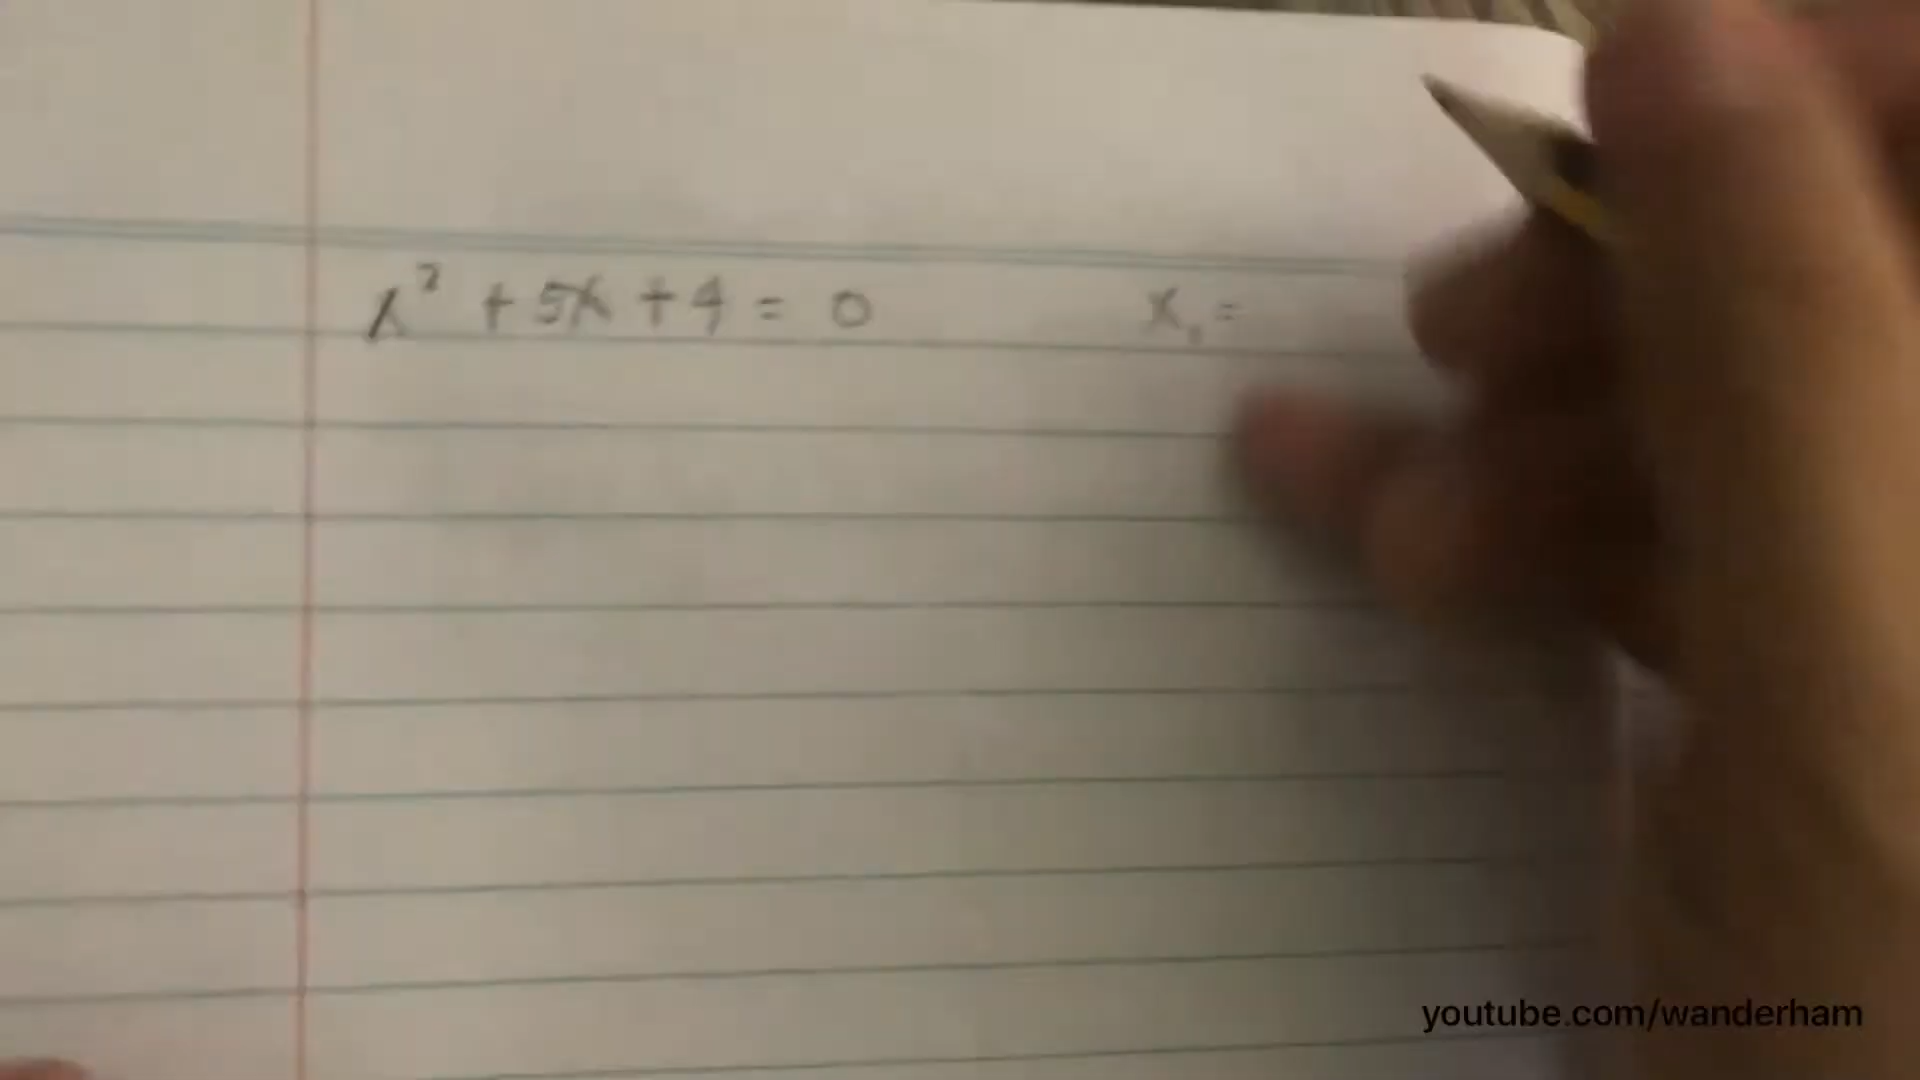 x² + 5x + 4 = 0 x₁ =
youtube.com/wanderham